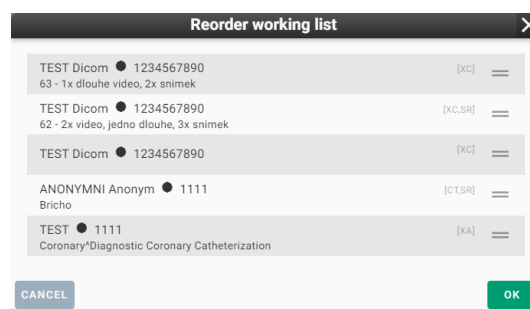 Reorder working list
TEST Dicom ● 1234567890 [XC]
63 - 1x dlouhe video, 2x snimek
TEST Dicom ● 1234567890 [XC,SR]
62 - 2x video, jedno dlouhe, 3x snimek
TEST Dicom ● 1234567890 [XC]
ANONYMNI Anonym ● 1111 [CT,SR]
Bricho
TEST ● 1111 [XA]
Coronary^Diagnostic Coronary Catheterization
CANCEL OK